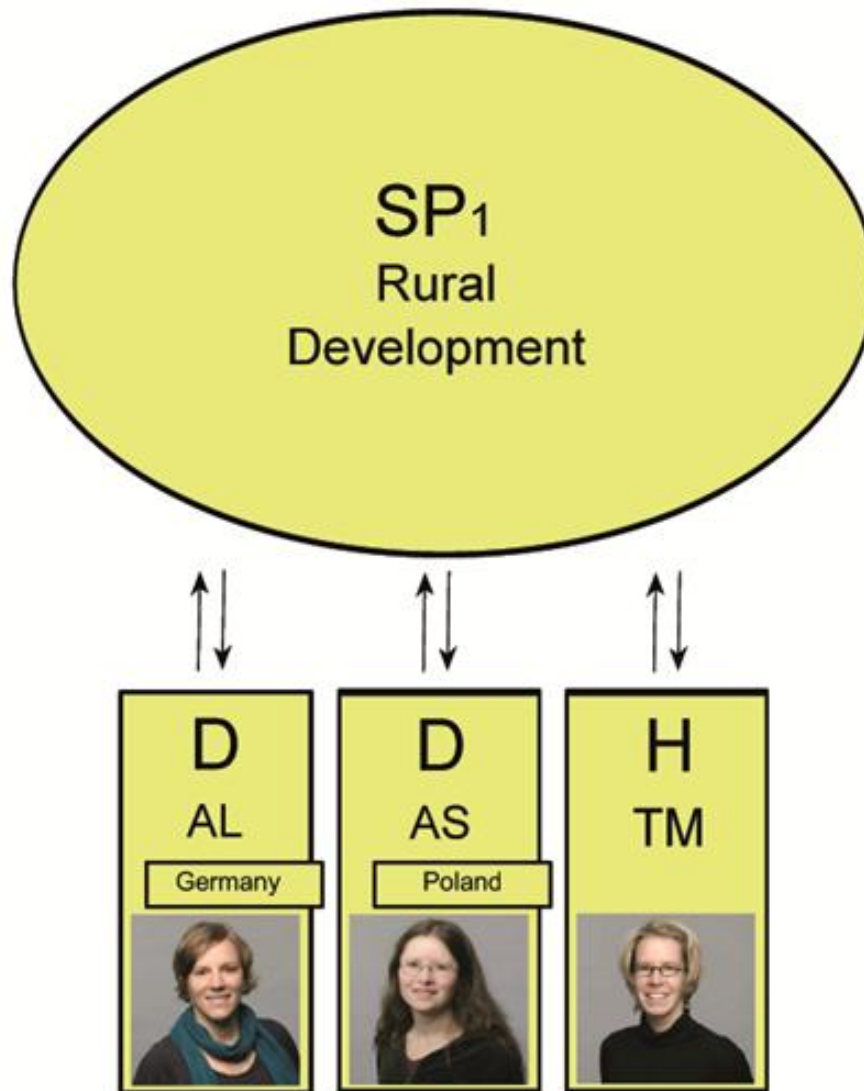 SP₁
Rural
Development
D
AL
Germany
D
AS
Poland
H
TM